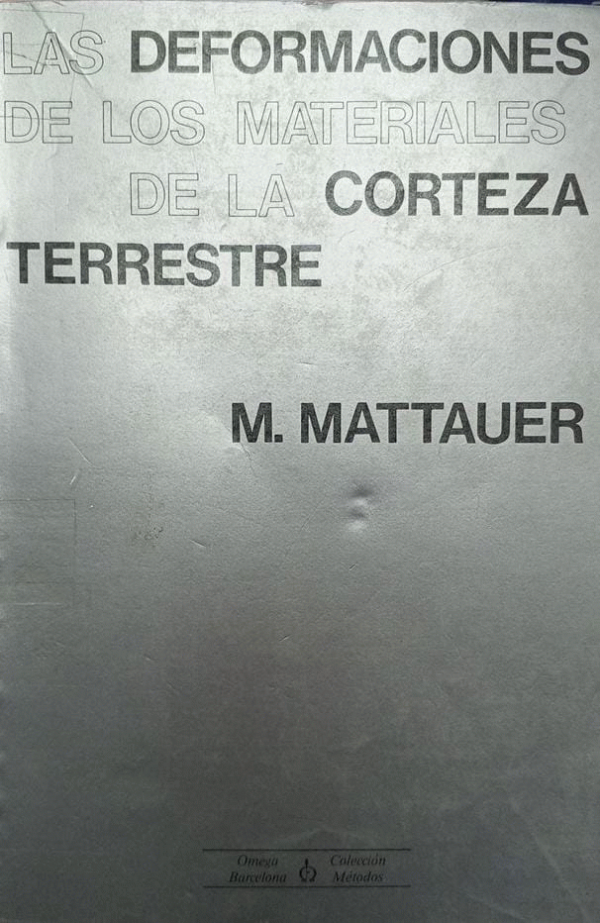 LAS DEFORMACIONES
DE LOS MATERIALES
DE LA CORTEZA
TERRESTRE
M. MATTAUER
Omega Colección
Barcelona Métodos